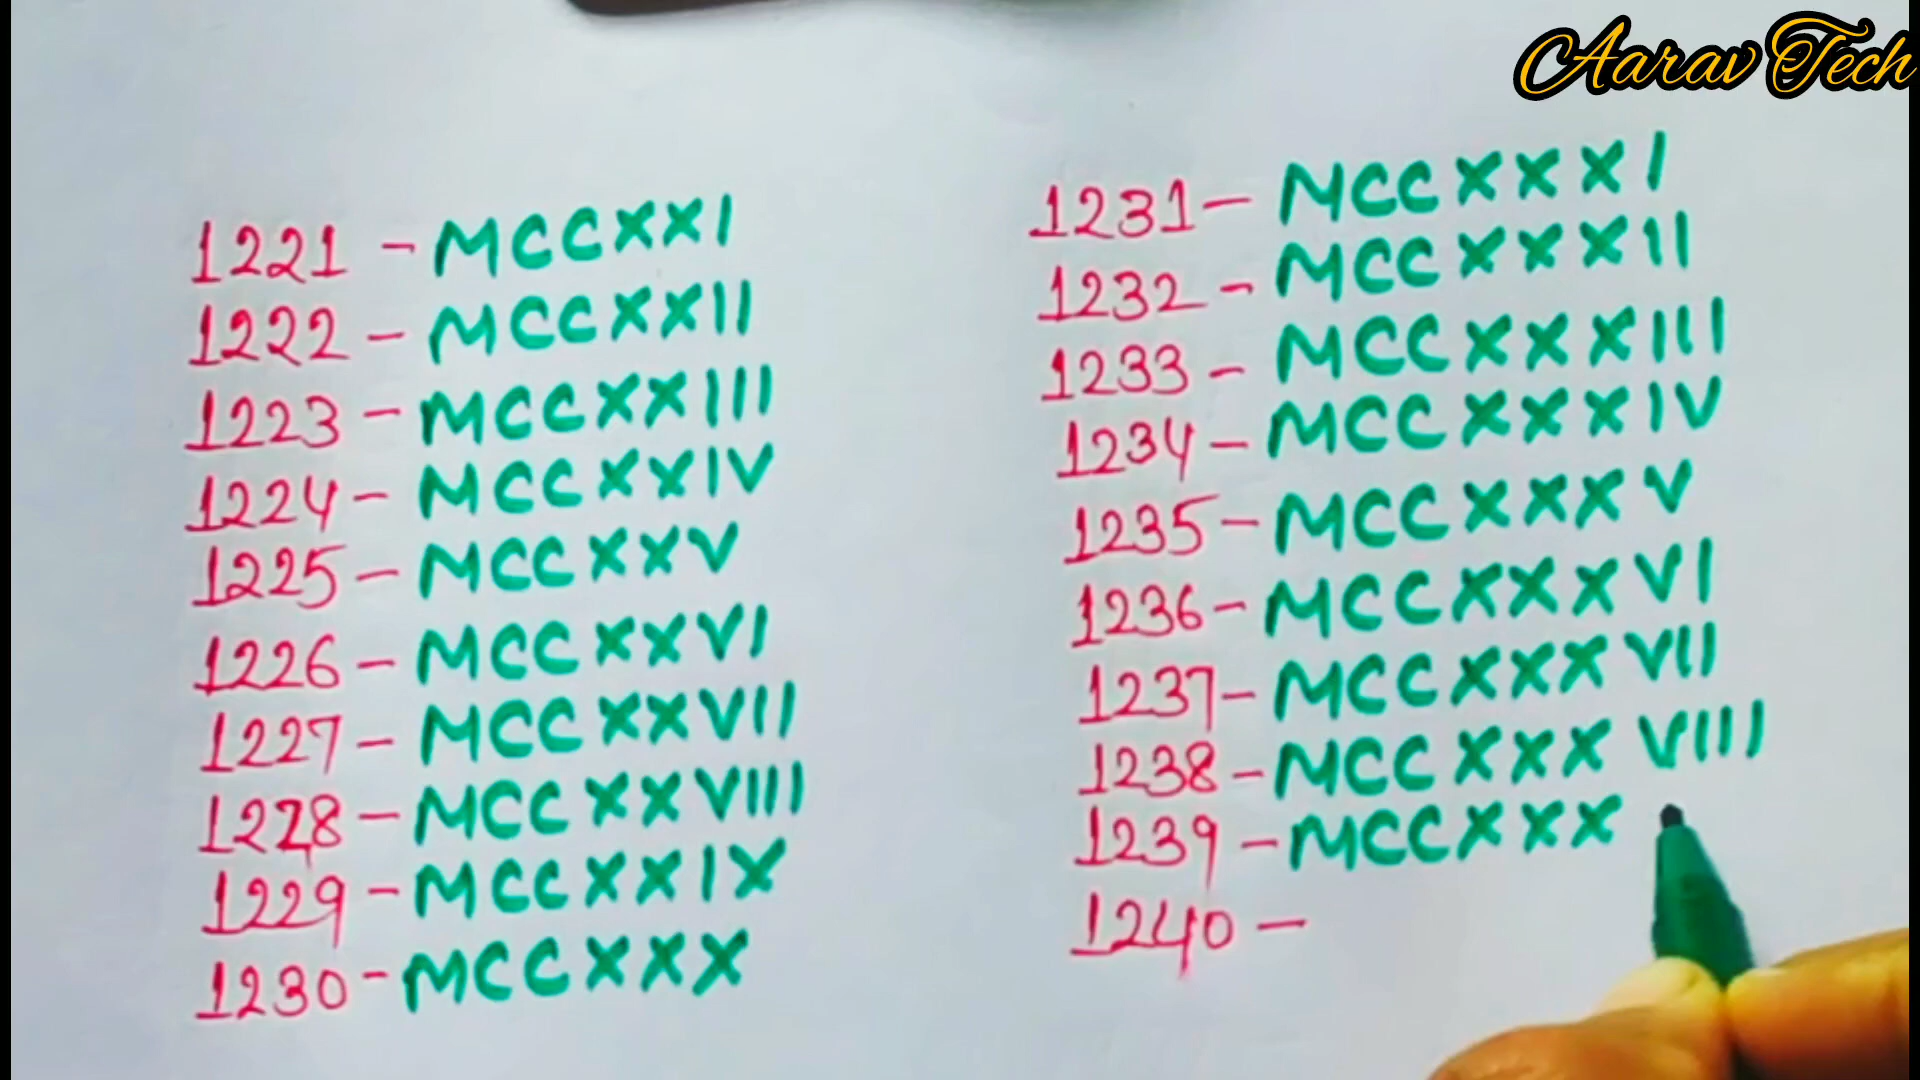 Aarav Tech
1221 - MCCXXI
1222 - MCCXXII
1223 - MCCXXIII
1224 - MCCXXIV
1225 - MCCXXV
1226 - MCCXXVI
1227 - MCCXXVII
1228 - MCCXXVIII
1229 - MCCXXIX
1230 - MCCXXX
1231 - MCCXXXI
1232 - MCCXXXII
1233 - MCCXXXIII
1234 - MCCXXXIV
1235 - MCCXXXV
1236 - MCCXXXVI
1237 - MCCXXXVII
1238 - MCCXXXVIII
1239 - MCCXXX
1240 -